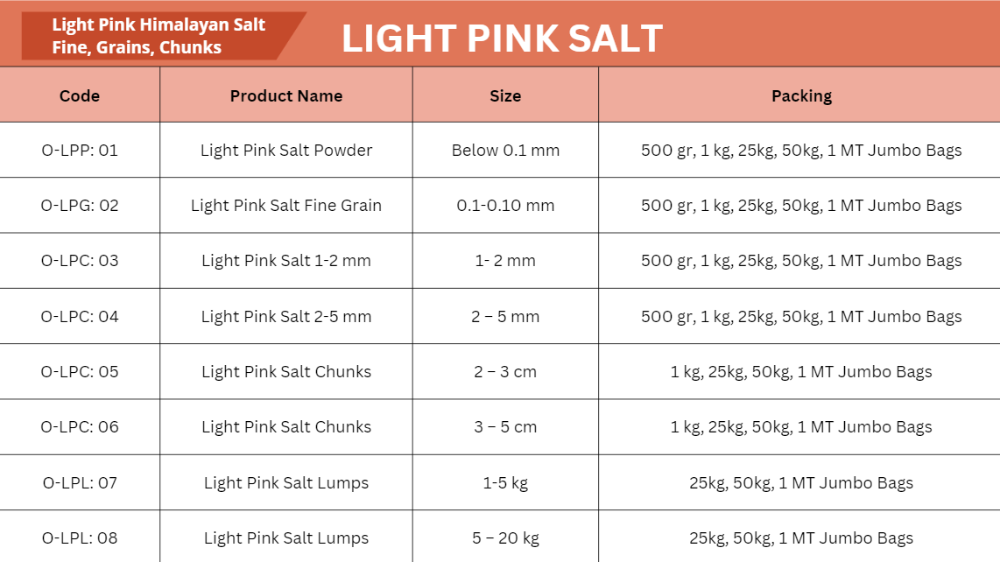 Light Pink Himalayan Salt
Fine, Grains, Chunks
LIGHT PINK SALT
Code Product Name Size Packing
O-LPP: 01 Light Pink Salt Powder Below 0.1 mm 500 gr, 1 kg, 25kg, 50kg, 1 MT Jumbo Bags
O-LPG: 02 Light Pink Salt Fine Grain 0.1-0.10 mm 500 gr, 1 kg, 25kg, 50kg, 1 MT Jumbo Bags
O-LPC: 03 Light Pink Salt 1-2 mm 1- 2 mm 500 gr, 1 kg, 25kg, 50kg, 1 MT Jumbo Bags
O-LPC: 04 Light Pink Salt 2-5 mm 2 – 5 mm 500 gr, 1 kg, 25kg, 50kg, 1 MT Jumbo Bags
O-LPC: 05 Light Pink Salt Chunks 2 – 3 cm 1 kg, 25kg, 50kg, 1 MT Jumbo Bags
O-LPC: 06 Light Pink Salt Chunks 3 – 5 cm 1 kg, 25kg, 50kg, 1 MT Jumbo Bags
O-LPL: 07 Light Pink Salt Lumps 1-5 kg 25kg, 50kg, 1 MT Jumbo Bags
O-LPL: 08 Light Pink Salt Lumps 5 – 20 kg 25kg, 50kg, 1 MT Jumbo Bags